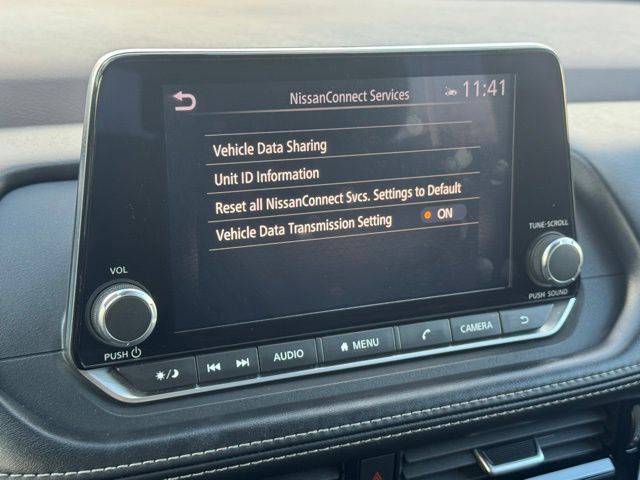 NissanConnect Services
11:41
Vehicle Data Sharing
Unit ID Information
Reset all NissanConnect Svcs. Settings to Default
Vehicle Data Transmission Setting ON
VOL
PUSH
TUNE·SCROLL
PUSH SOUND
AUDIO
MENU
CAMERA